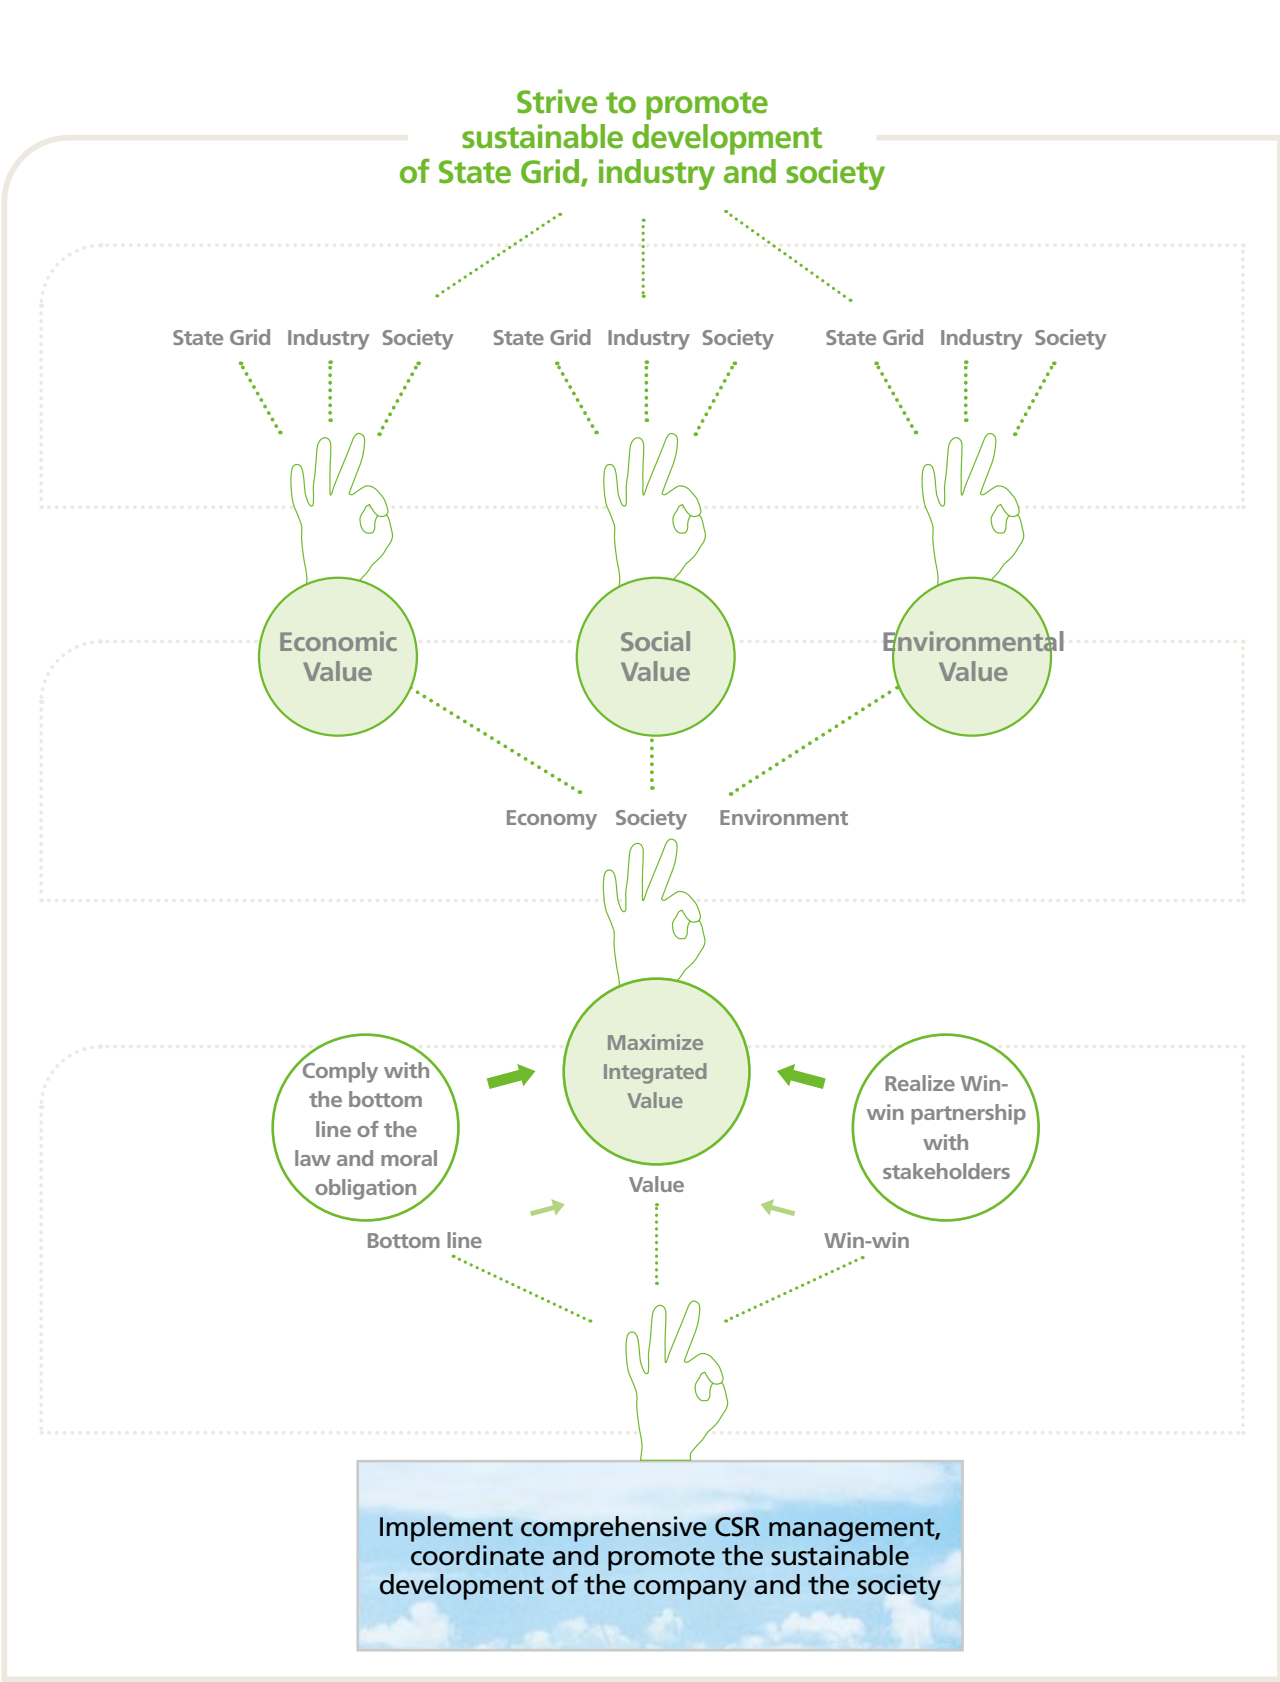 Strive to promote
sustainable development
of State Grid, industry and society
State Grid Industry Society State Grid Industry Society State Grid Industry Society
Economic
Value
Social
Value
Environmental
Value
Economy Society Environment
Maximize
Integrated
Value
Comply with
the bottom
line of the
law and moral
obligation
Realize Win-
win partnership
with
stakeholders
Value
Bottom line
Win-win
Implement comprehensive CSR management,
coordinate and promote the sustainable
development of the company and the society